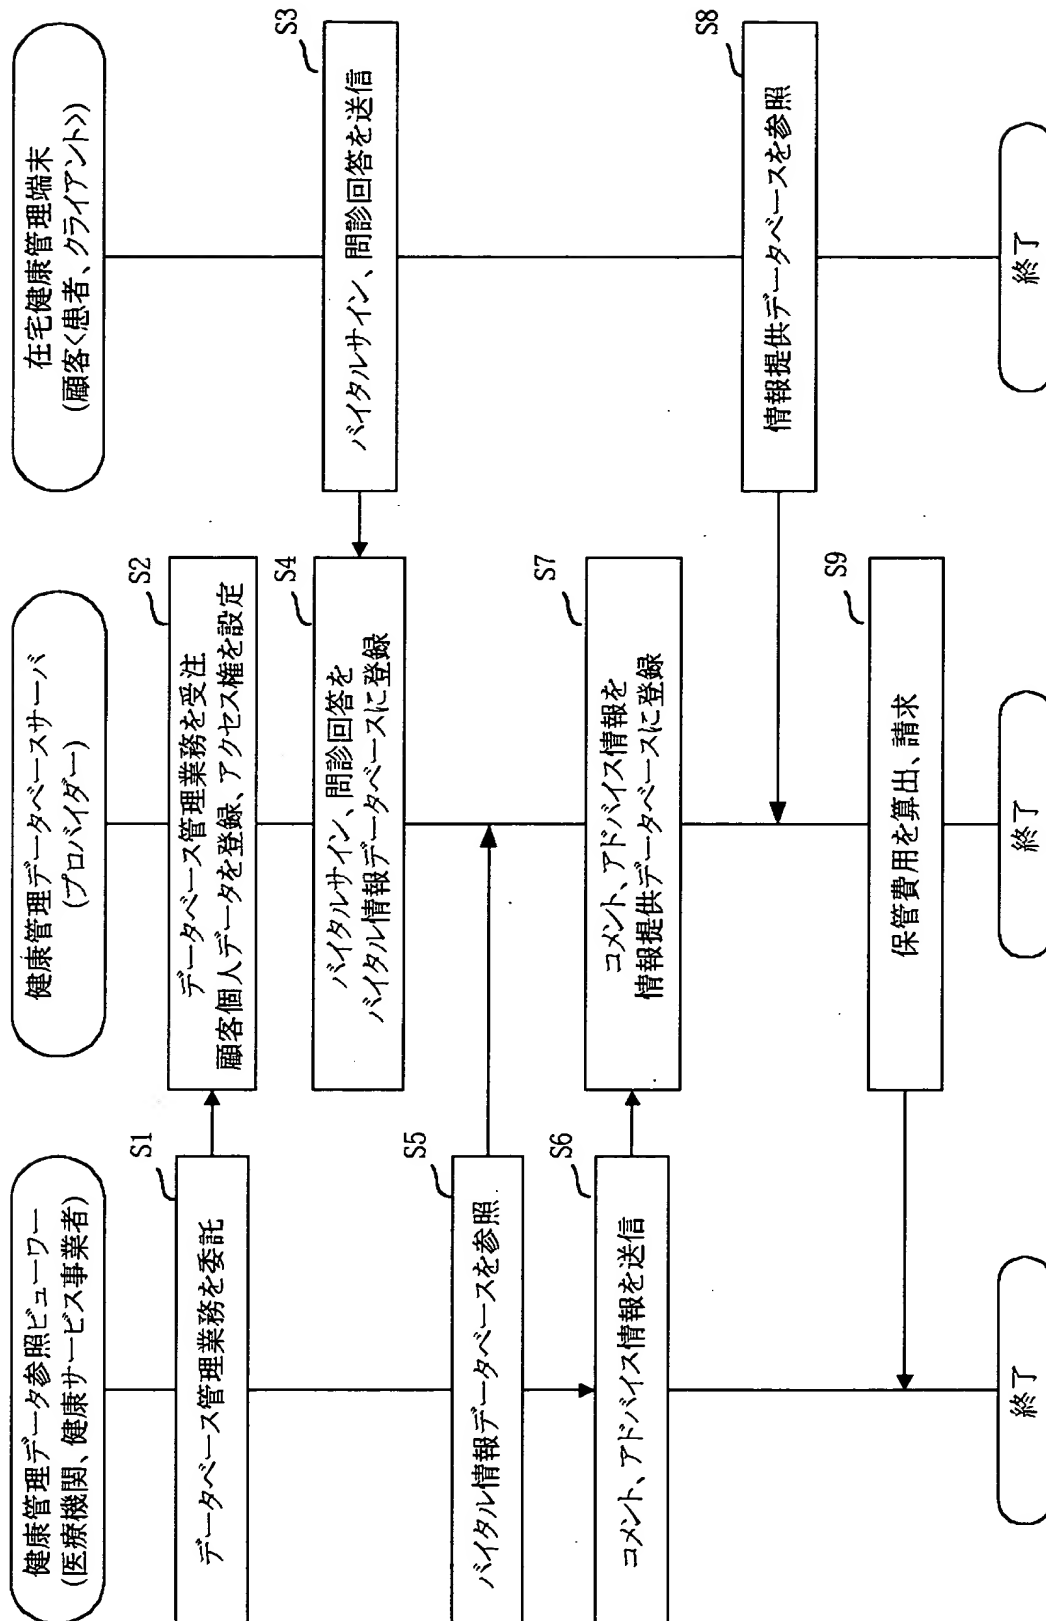 健康管理データ参照ビューワー
(医療機関、健康サービス事業者)
S1
データベース管理業務を委託
S5
バイタル情報データベースを参照
S6
コメント、アドバイス情報を送信
終了
健康管理データベースサーバ
(プロバイダー)
S2
データベース管理業務を受注
顧客個人データを登録、アクセス権を設定
S4
バイタルサイン、問診回答を
バイタル情報データベースに登録
S7
コメント、アドバイス情報を
情報提供データベースに登録
S9
保管費用を算出、請求
終了
在宅健康管理端末
(顧客<患者、クライアント>)
S3
バイタルサイン、問診回答を送信
S8
情報提供データベースを参照
終了